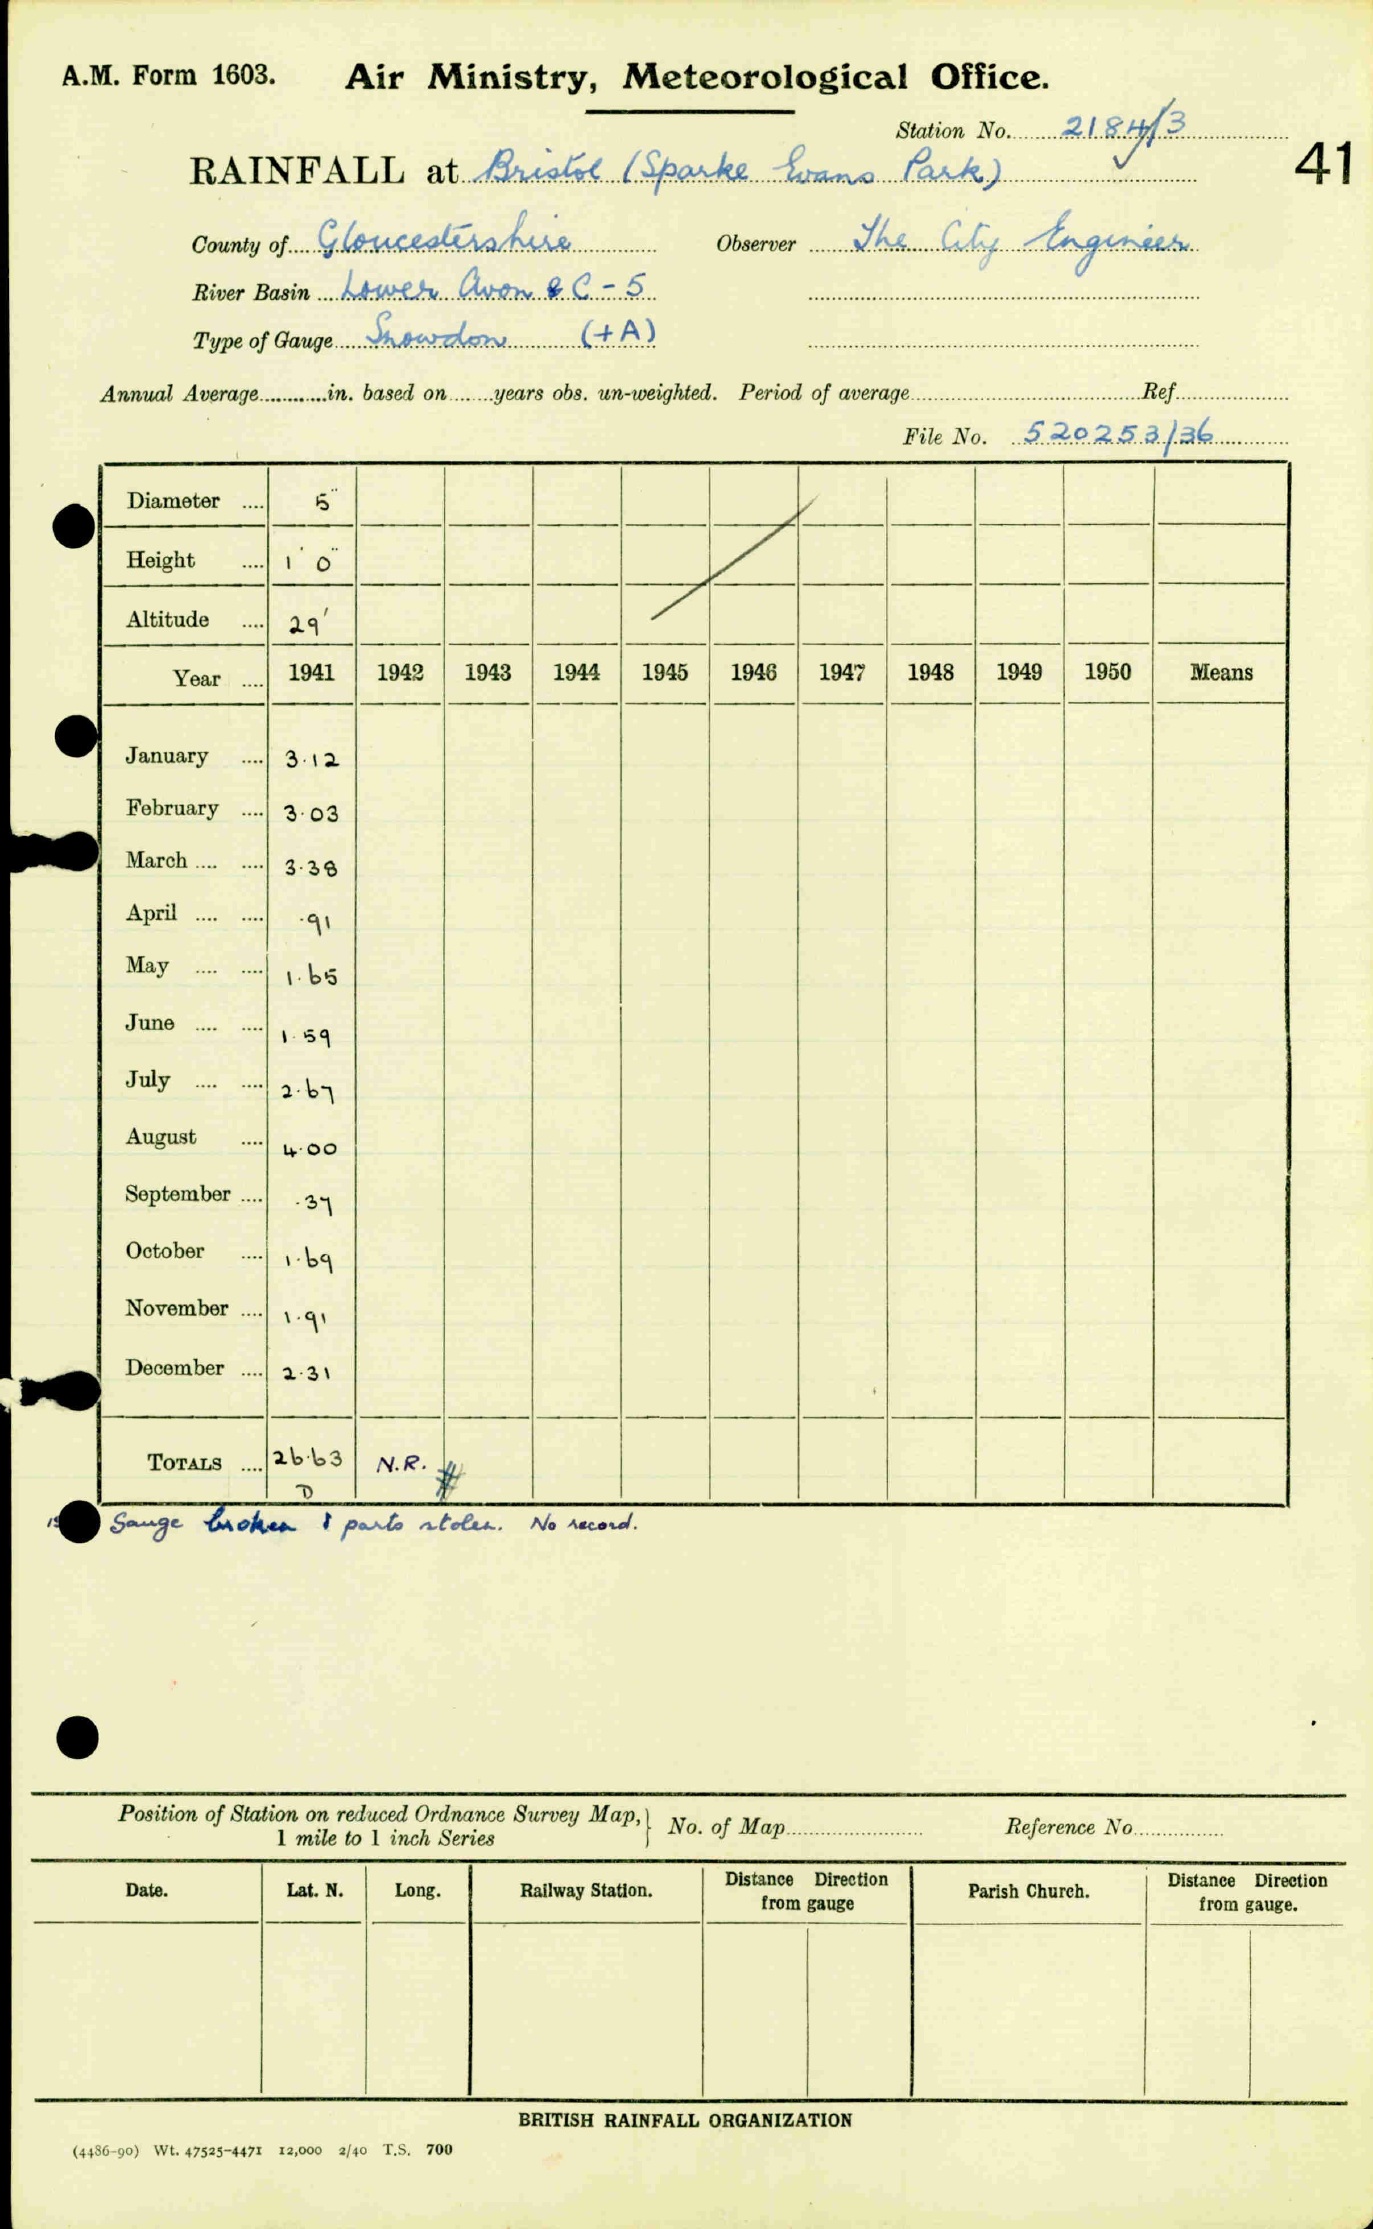 A.M. Form 1603. Air Ministry, Meteorological Office.
Station No. 2184/3
41
RAINFALL at Bristol (Sparke Evans Park)
County of Gloucestershire Observer The City Engineer
River Basin Lower Avon & C - 5
Type of Gauge Snowdon (+A)
Annual Average in. based on years obs. un-weighted. Period of average Ref.
File No. 520253/36
Diameter 5"
Height 1' 0"
Altitude 29'
Year 1941 1942 1943 1944 1945 1946 1947 1948 1949 1950 Means
January 3.12
February 3.03
March 3.38
April .91
May 1.65
June 1.59
July 2.67
August 4.00
September .37
October 1.69
November 1.91
December 2.31
TOTALS 26.63 N.R. #
D
Gauge broken & parts stolen. No record.
Position of Station on reduced Ordnance Survey Map, } No. of Map Reference No.
1 mile to 1 inch Series
Date. Lat. N. Long. Railway Station. Distance Direction from gauge Parish Church. Distance Direction from gauge.
BRITISH RAINFALL ORGANIZATION
(4486-90) Wt. 47525-4471 12,000 2/40 T.S. 700